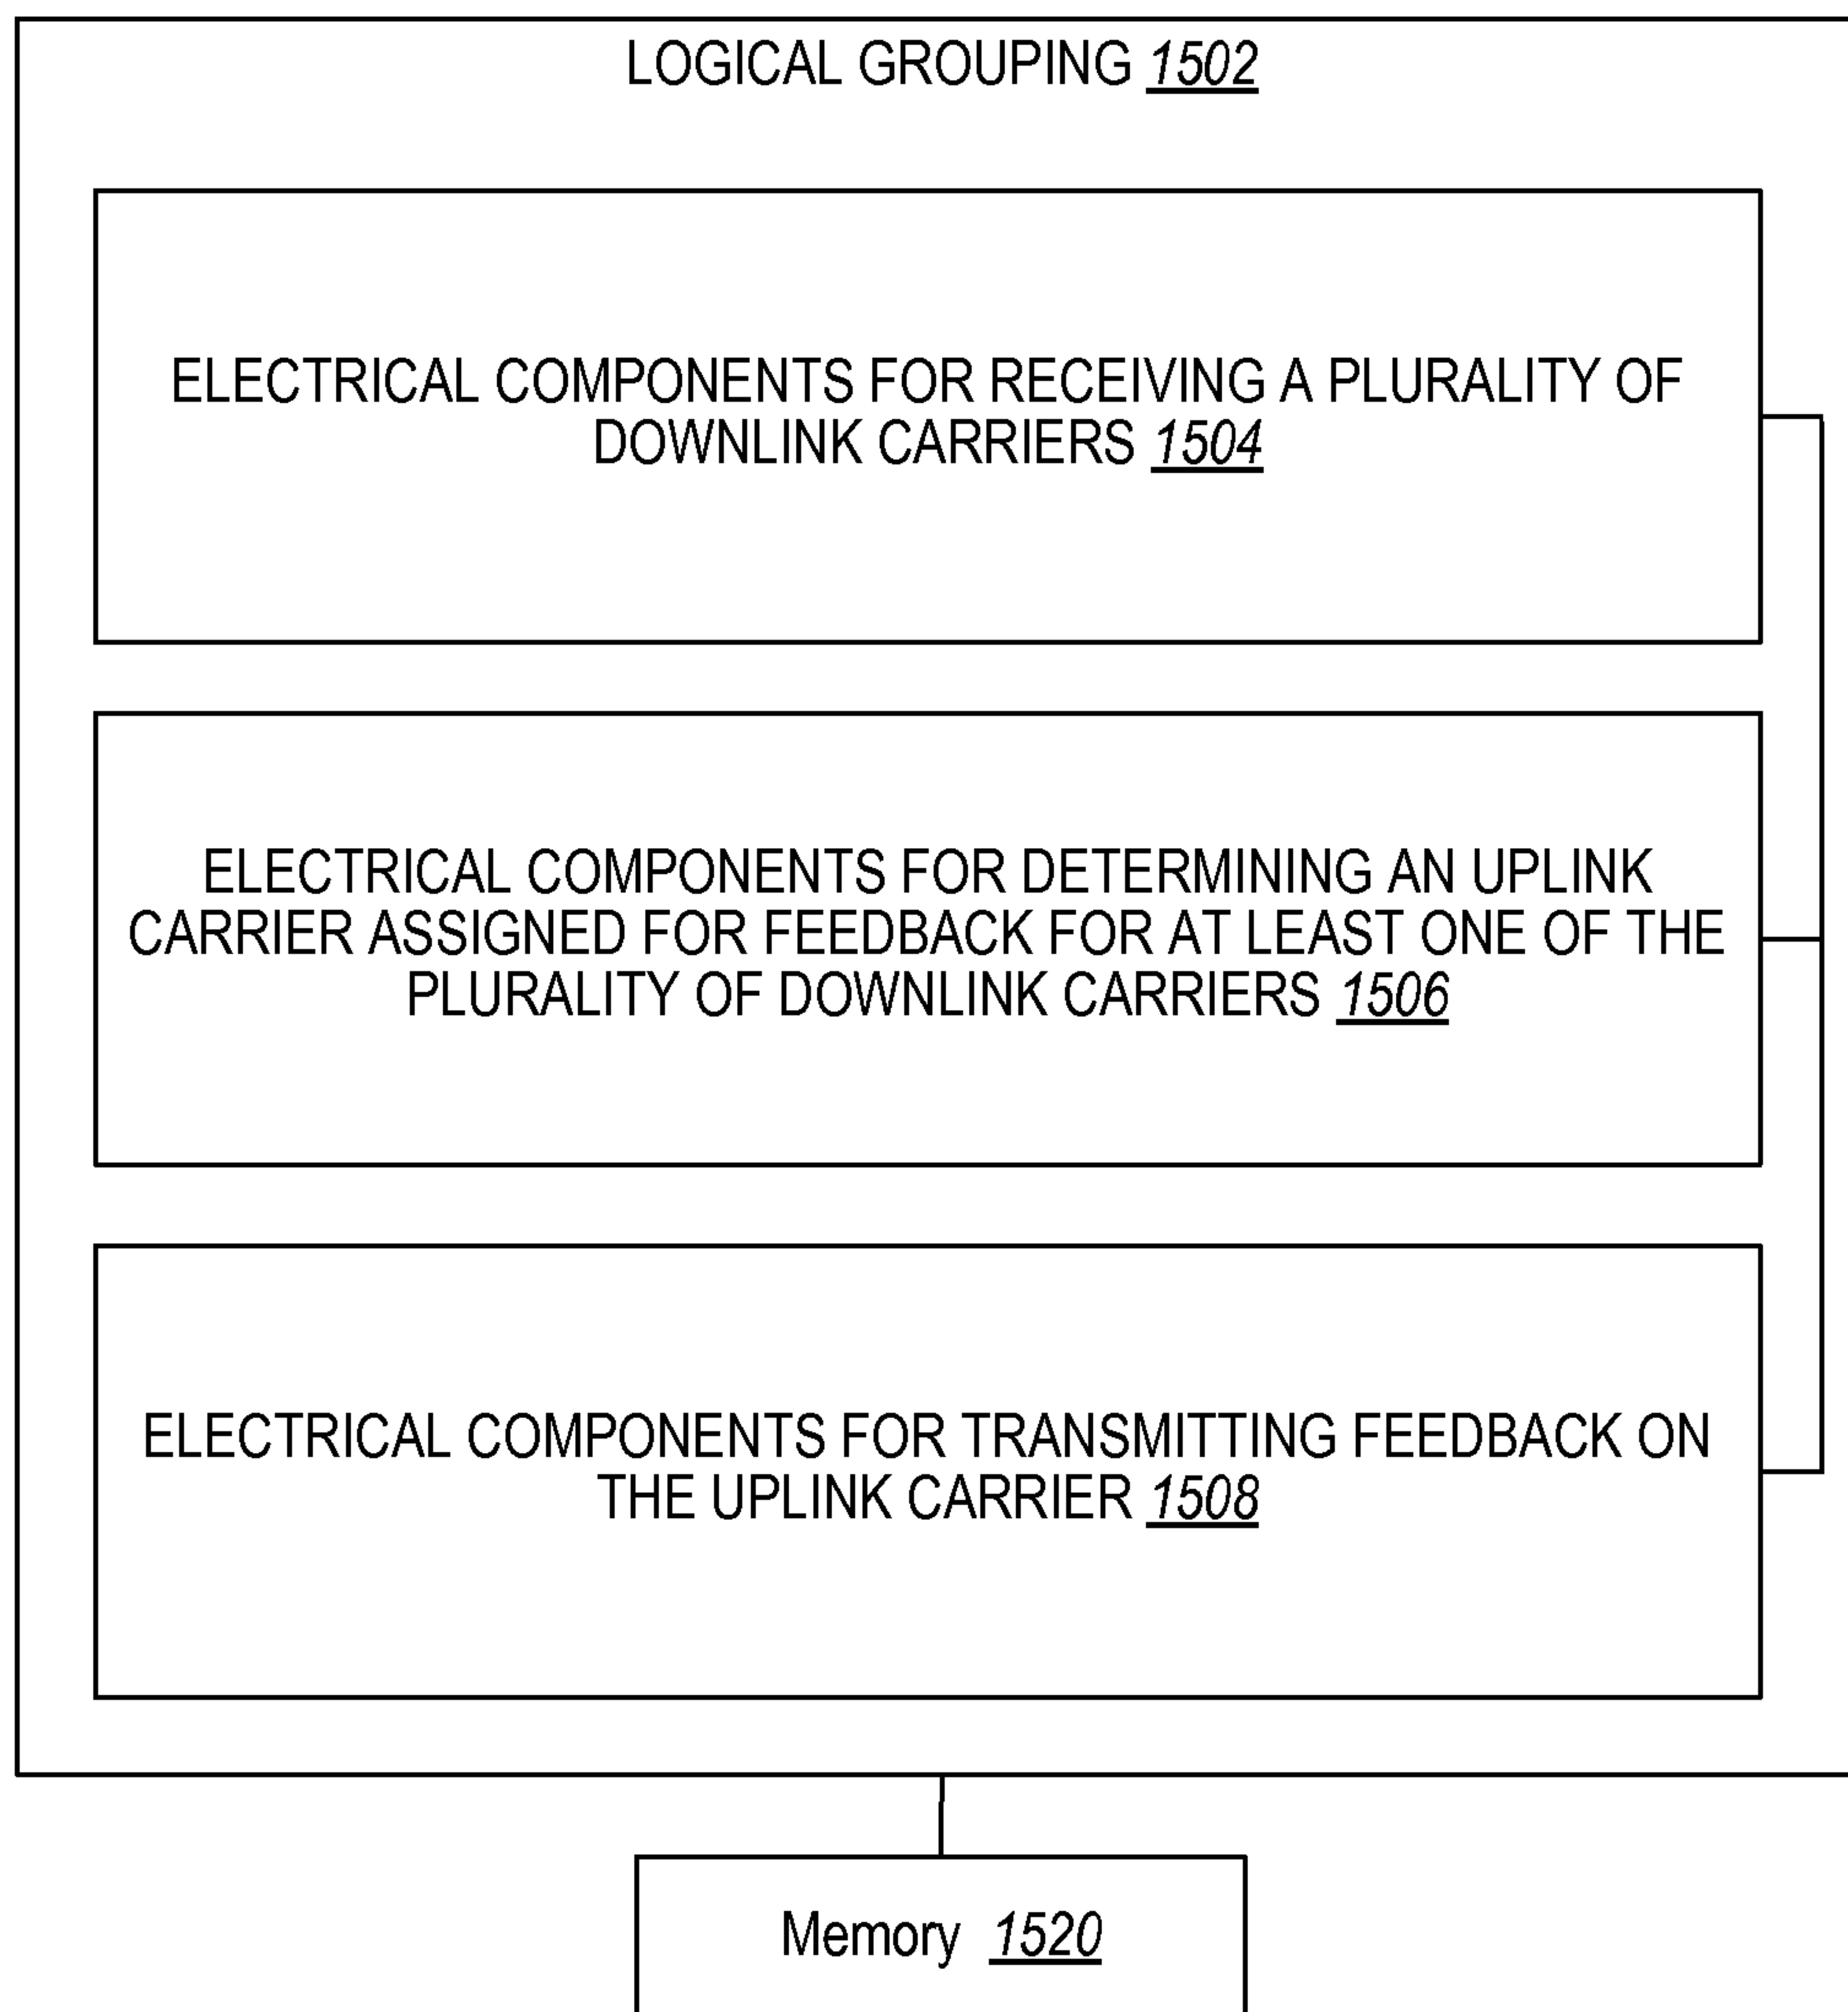 LOGICAL GROUPING 1502
ELECTRICAL COMPONENTS FOR RECEIVING A PLURALITY OF
DOWNLINK CARRIERS 1504
ELECTRICAL COMPONENTS FOR DETERMINING AN UPLINK
CARRIER ASSIGNED FOR FEEDBACK FOR AT LEAST ONE OF THE
PLURALITY OF DOWNLINK CARRIERS 1506
ELECTRICAL COMPONENTS FOR TRANSMITTING FEEDBACK ON
THE UPLINK CARRIER 1508
Memory 1520